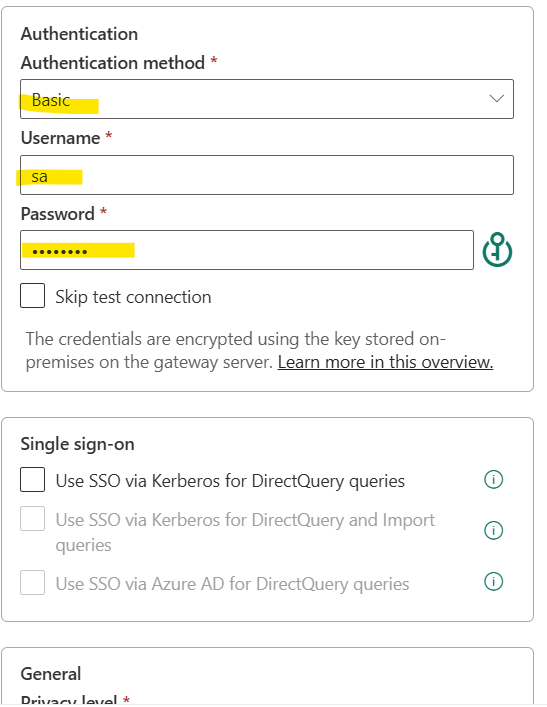 Authentication
Authentication method *
Basic
Username *
sa
Password *
••••••••
Skip test connection
The credentials are encrypted using the key stored on-
premises on the gateway server. Learn more in this overview.
Single sign-on
Use SSO via Kerberos for DirectQuery queries
Use SSO via Kerberos for DirectQuery and Import
queries
Use SSO via Azure AD for DirectQuery queries
General
Privacy level *